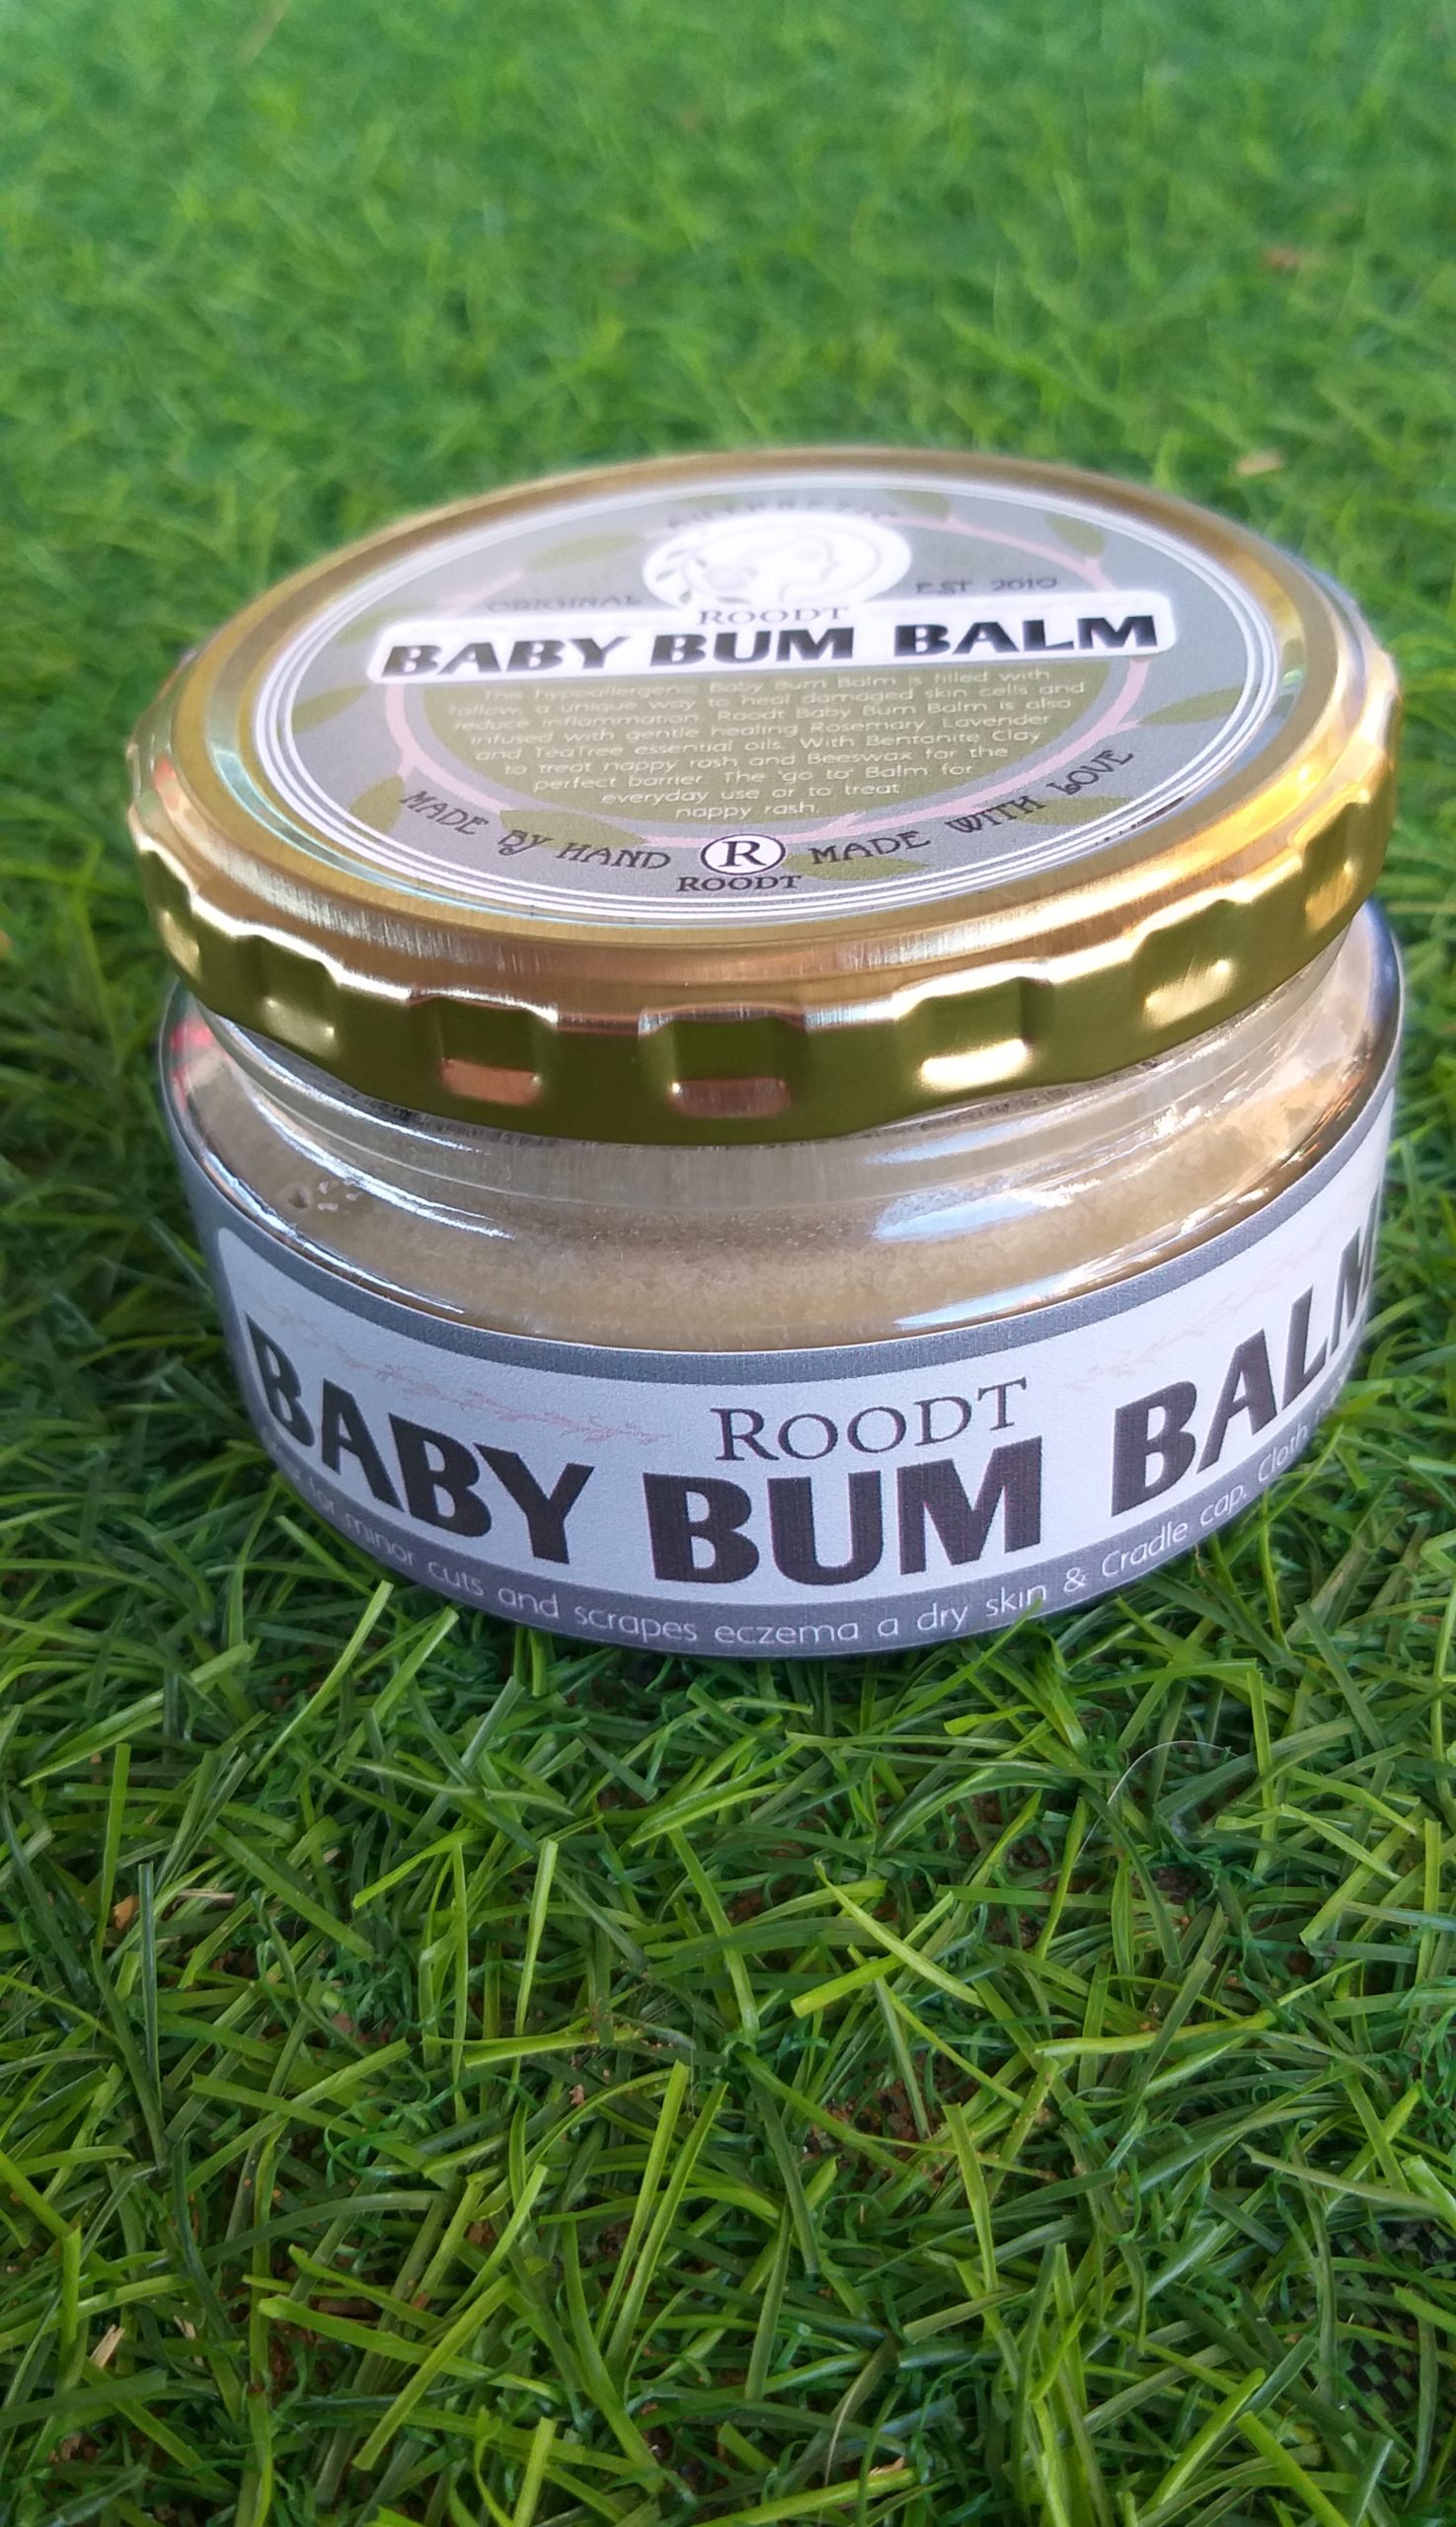 AUTHENTIC
ORIGINAL
EST 2010
ROODT
BABY BUM BALM
This hypoallergenic Baby Bum Balm is filled with
Tallow, a unique way to heal damaged skin cells and
reduce inflammation. Roodt Baby Bum Balm is also
infused with gentle healing Rosemary, Lavender
and TeaTree essential oils. With Bentonite Clay
to treat nappy rash and Beeswax for the
perfect barrier. The 'go to' Balm for
everyday use or to treat
nappy rash.
MADE BY HAND R MADE WITH LOVE
ROODT
ROODT
BABY BUM BALM
for minor cuts and scrapes eczema a dry skin & Cradle cap. Cloth